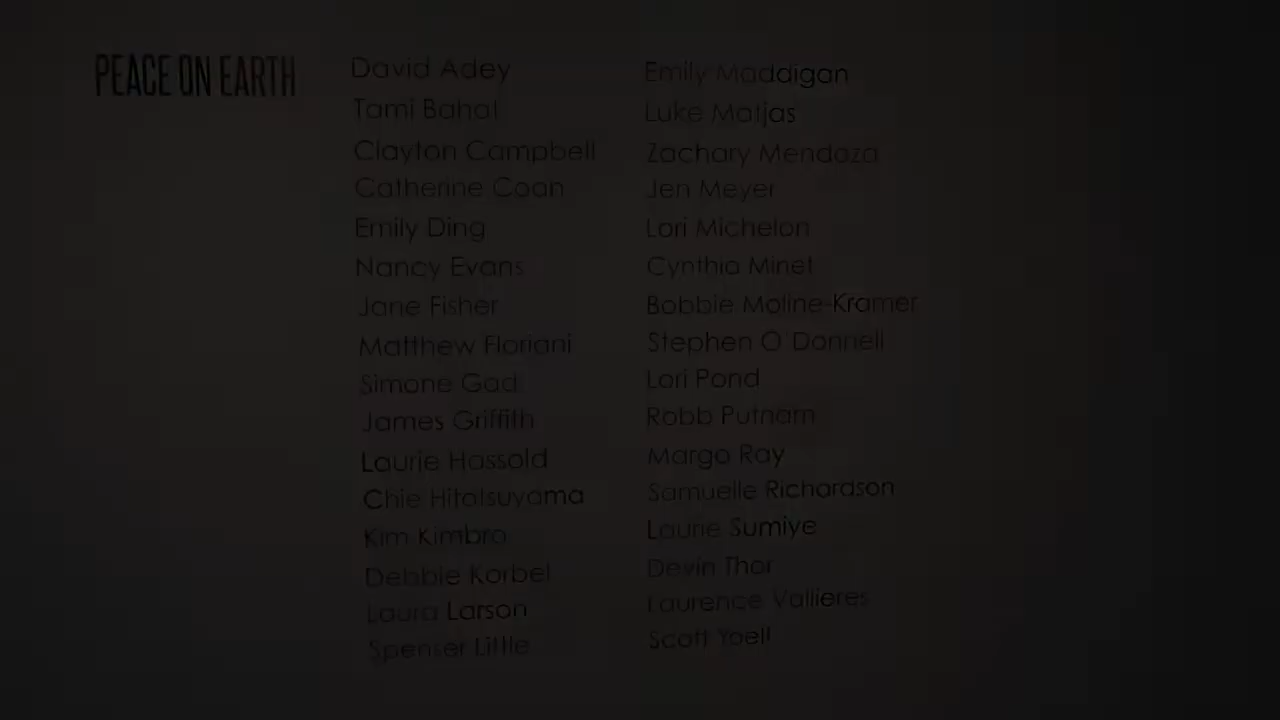 PEACE ON EARTH
David Adey
Tami Bahat
Clayton Campbell
Catherine Coan
Emily Ding
Nancy Evans
Jane Fisher
Matthew Floriani
Simone Gad
James Griffith
Laurie Hassold
Chie Hitotsuyama
Kim Kimbro
Debbie Korbel
Laura Larson
Spenser Little
Emily Maddigan
Luke Matjas
Zachary Mendoza
Jen Meyer
Lori Michelon
Cynthia Minet
Bobbie Moline-Kramer
Stephen O'Donnell
Lori Pond
Robb Putnam
Margo Ray
Samuelle Richardson
Laurie Sumiye
Devin Thor
Laurence Vallieres
Scott Yoell